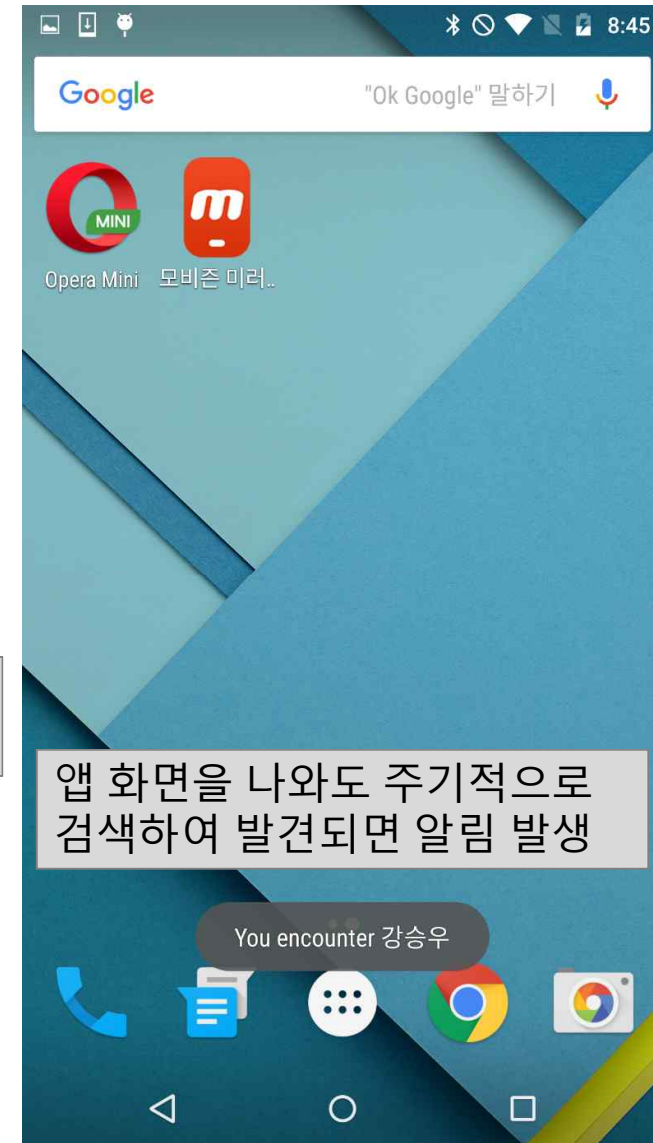 8:45
Google "Ok Google" 말하기
MINI
m
Opera Mini 모비즌 미러..
앱 화면을 나와도 주기적으로
검색하여 발견되면 알림 발생
You encounter 강승우